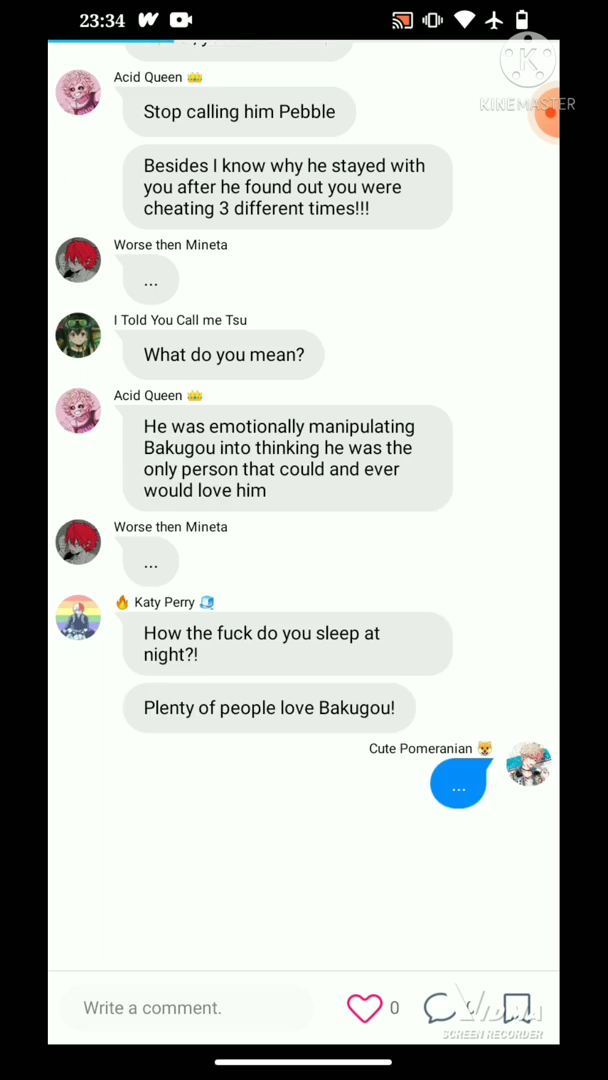 23:34
K
KINEMASTER
Acid Queen 👑
Stop calling him Pebble
Besides I know why he stayed with
you after he found out you were
cheating 3 different times!!!
Worse then Mineta
...
I Told You Call me Tsu
What do you mean?
Acid Queen 👑
He was emotionally manipulating
Bakugou into thinking he was the
only person that could and ever
would love him
Worse then Mineta
...
🔥 Katy Perry 🧊
How the fuck do you sleep at
night?!
Plenty of people love Bakugou!
Cute Pomeranian 🐱
...
Write a comment.
0
SCREEN RECORDER